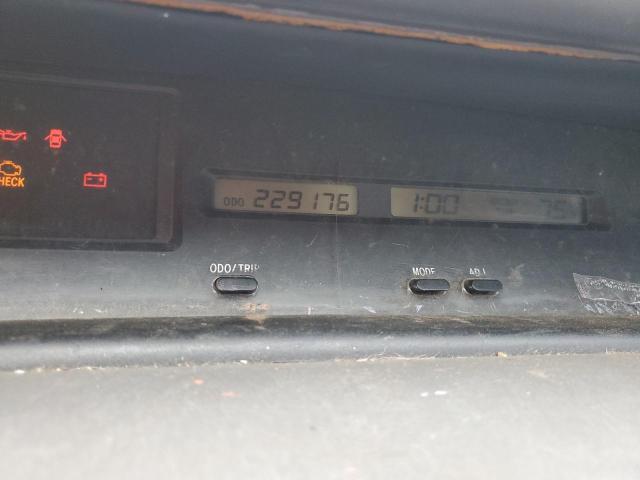 ODO 229176
1:00 75
CHECK
ODO/TRIP
MODE ADJ